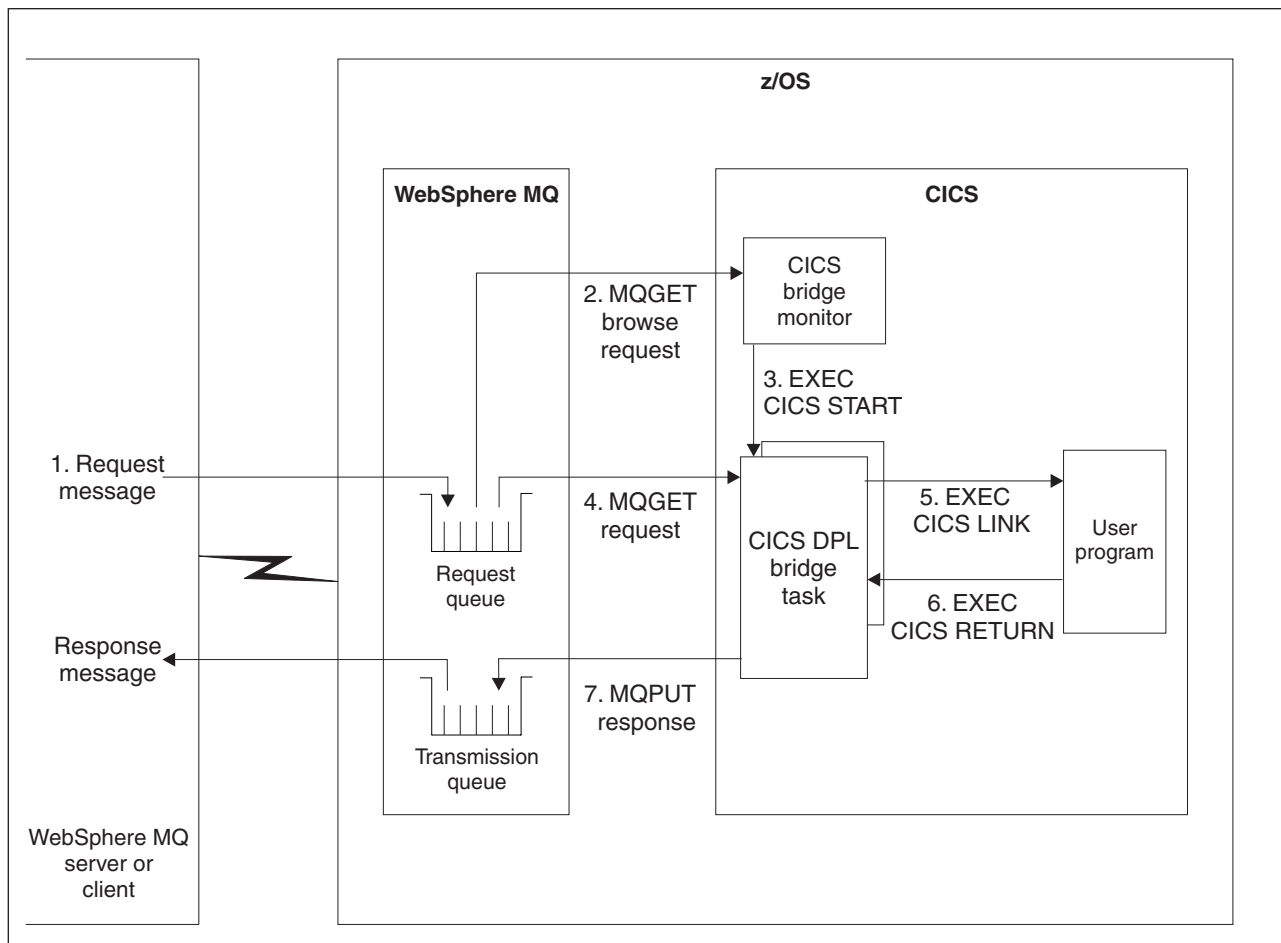 z/OS
WebSphere MQ
CICS
CICS
bridge
monitor
2. MQGET
browse
request
3. EXEC
CICS START
1. Request
message
4. MQGET
request
5. EXEC
CICS LINK
CICS DPL
bridge
task
User
program
Request
queue
6. EXEC
CICS RETURN
Response
message
7. MQPUT
response
Transmission
queue
WebSphere MQ
server or
client